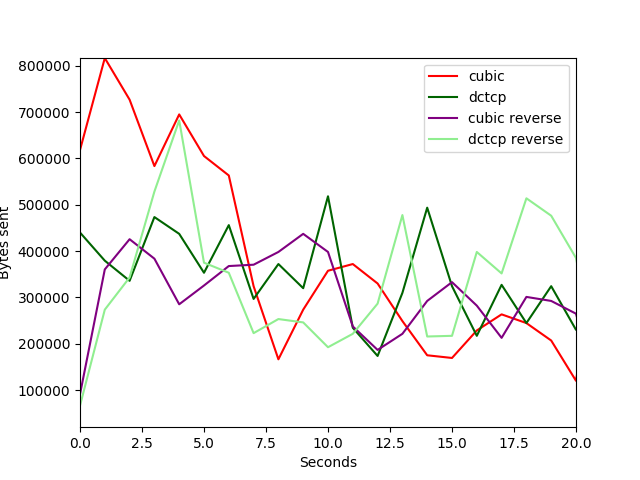 800000
700000
600000
500000
400000
300000
200000
100000
Bytes sent
cubic
dctcp
cubic reverse
dctcp reverse
0.0 2.5 5.0 7.5 10.0 12.5 15.0 17.5 20.0
Seconds